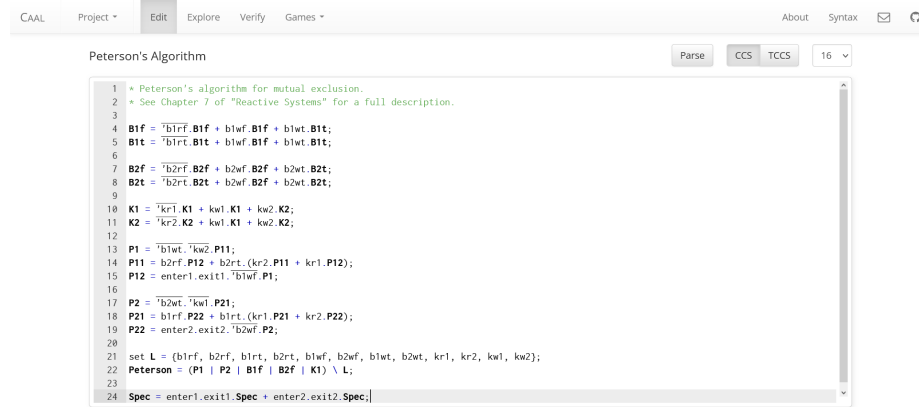 CAAL Project Edit Explore Verify Games About Syntax
Peterson's Algorithm Parse CCS TCCS 16
1 * Peterson's algorithm for mutual exclusion.
2 * See Chapter 7 of "Reactive Systems" for a full description.
3
4 B1f = 'b1rf.B1f + b1wf.B1f + b1wt.B1t;
5 B1t = 'b1rt.B1t + b1wf.B1f + b1wt.B1t;
6
7 B2f = 'b2rf.B2f + b2wf.B2f + b2wt.B2t;
8 B2t = 'b2rt.B2t + b2wf.B2f + b2wt.B2t;
9
10 K1 = 'kr1.K1 + kw1.K1 + kw2.K2;
11 K2 = 'kr2.K2 + kw1.K1 + kw2.K2;
12
13 P1 = 'b1wt.'kw2.P11;
14 P11 = b2rf.P12 + b2rt.(kr2.P11 + kr1.P12);
15 P12 = enter1.exit1.'b1wf.P1;
16
17 P2 = 'b2wt.'kw1.P21;
18 P21 = b1rf.P22 + b1rt.(kr1.P21 + kr2.P22);
19 P22 = enter2.exit2.'b2wf.P2;
20
21 set L = {b1rf, b2rf, b1rt, b2rt, b1wf, b2wf, b1wt, b2wt, kr1, kr2, kw1, kw2};
22 Peterson = (P1 | P2 | B1f | B2f | K1) \ L;
23
24 Spec = enter1.exit1.Spec + enter2.exit2.Spec;